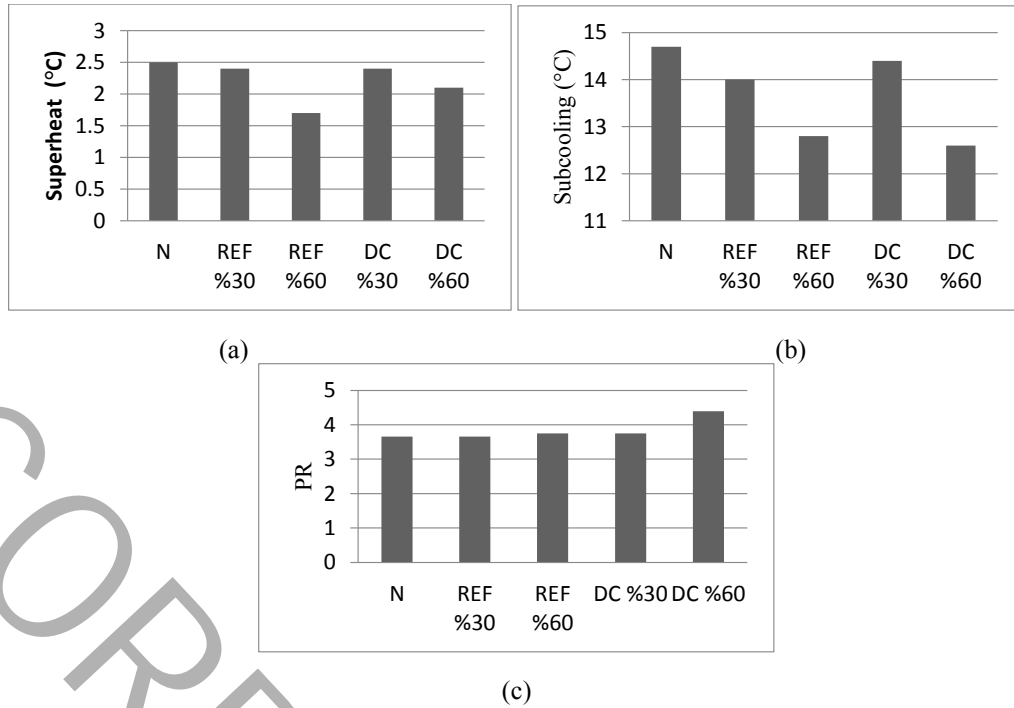 Superheat (°C)
3
2.5
2
1.5
1
0.5
0
N REF %30 REF %60 DC %30 DC %60
(a)
Subcooling (°C)
15
14
13
12
11
N REF %30 REF %60 DC %30 DC %60
(b)
PR
5
4
3
2
1
0
N REF %30 REF %60 DC %30 DC %60
(c)